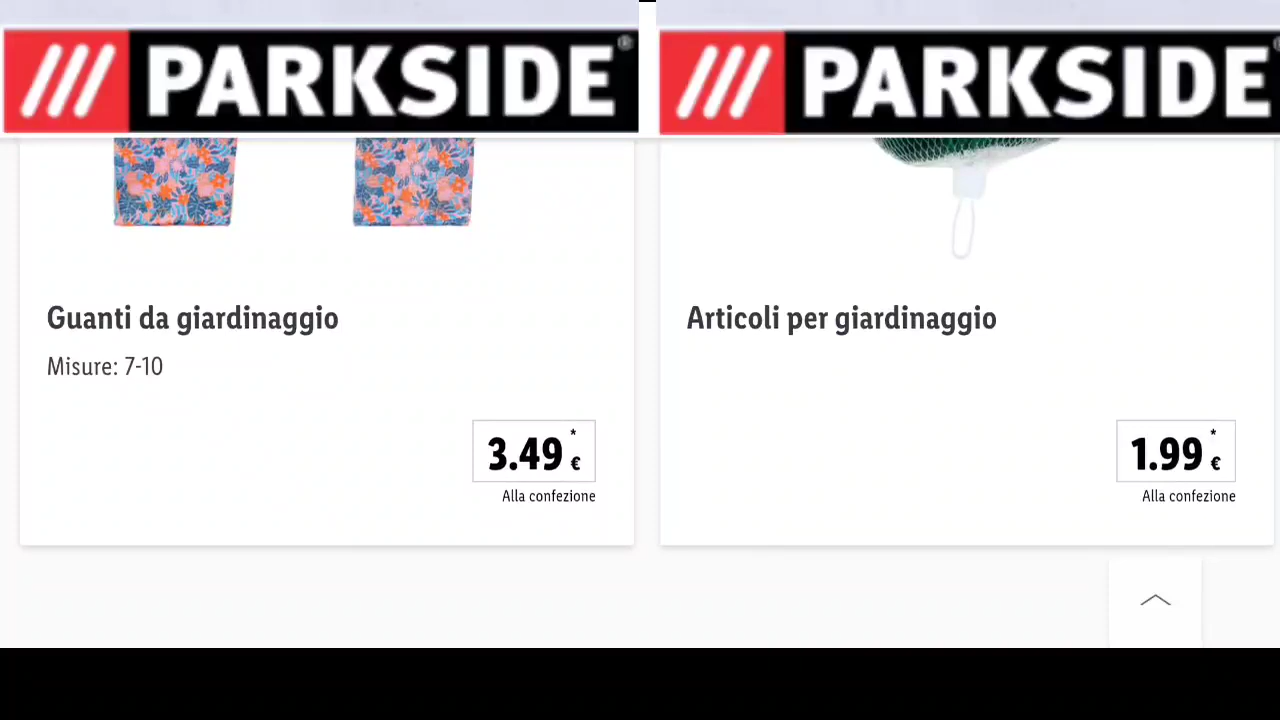 PARKSIDE®
PARKSIDE
Guanti da giardinaggio
Misure: 7-10
3.49 €*
Alla confezione
Articoli per giardinaggio
1.99 €*
Alla confezione